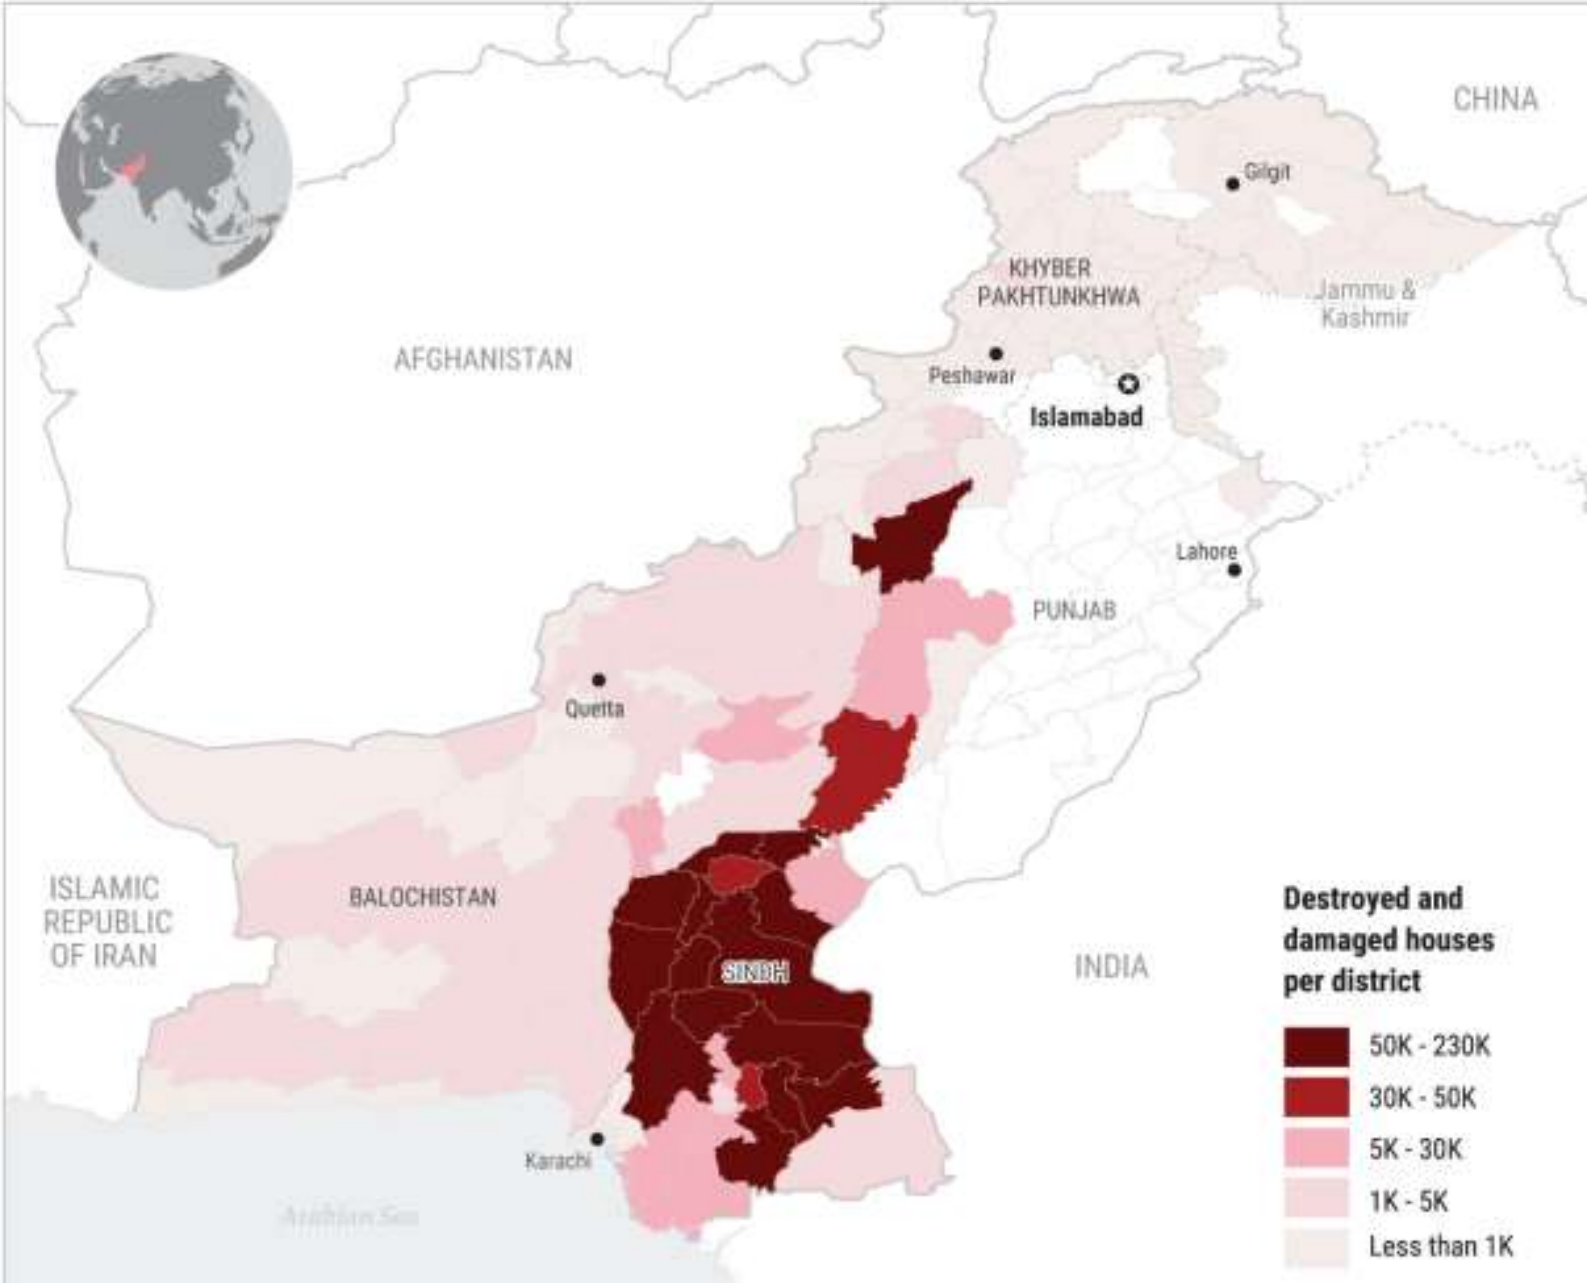 CHINA
Gilgit
KHYBER
PAKHTUNKHWA
Jammu &
Kashmir
AFGHANISTAN
Peshawar
Islamabad
Lahore
PUNJAB
Quetta
ISLAMIC
REPUBLIC
OF IRAN
BALOCHISTAN
SINDH
INDIA
Karachi
Arabian Sea
Destroyed and
damaged houses
per district
50K - 230K
30K - 50K
5K - 30K
1K - 5K
Less than 1K